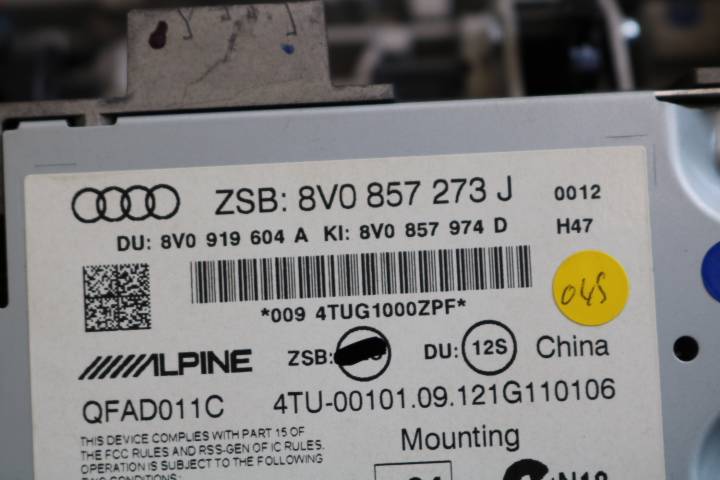 ZSB: 8V0 857 273 J 0012
DU: 8V0 919 604 A KI: 8V0 857 974 D H47
*009 4TUG1000ZPF*
04S
ALPINE ZSB: DU: 12S China
QFAD011C 4TU-00101.09.121G110106
THIS DEVICE COMPLIES WITH PART 15 OF
THE FCC RULES AND RSS-GEN OF IC RULES.
OPERATION IS SUBJECT TO THE FOLLOWING
Mounting